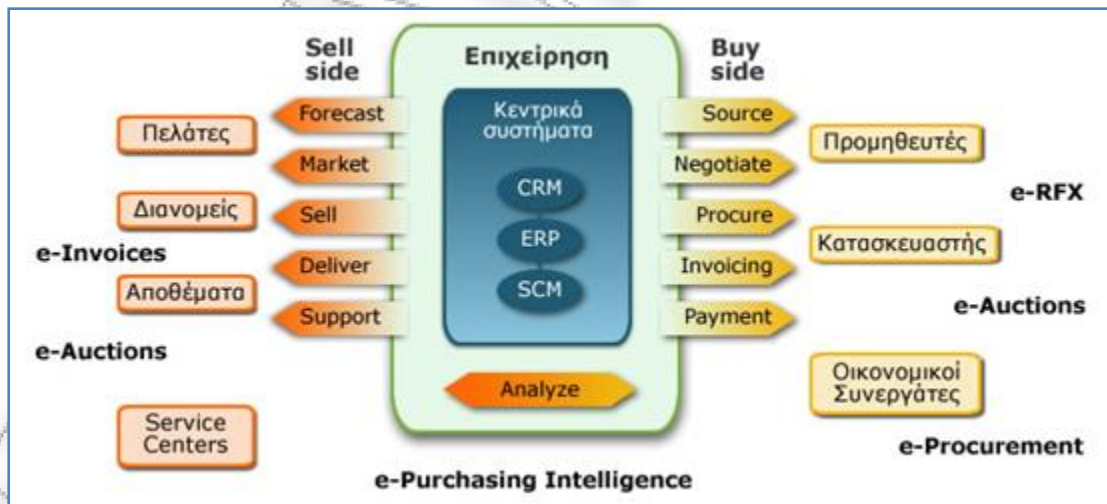 Sell
side
Επιχείρηση
Buy
side
Πελάτες
Διανομείς
e-Invoices
Αποθέματα
e-Auctions
Service
Centers
Forecast
Market
Sell
Deliver
Support
Κεντρικά
συστήματα
CRM
ERP
SCM
Analyze
Source
Negotiate
Procure
Invoicing
Payment
Προμηθευτές
e-RFX
Κατασκευαστής
e-Auctions
Οικονομικοί
Συνεργάτες
e-Procurement
e-Purchasing Intelligence